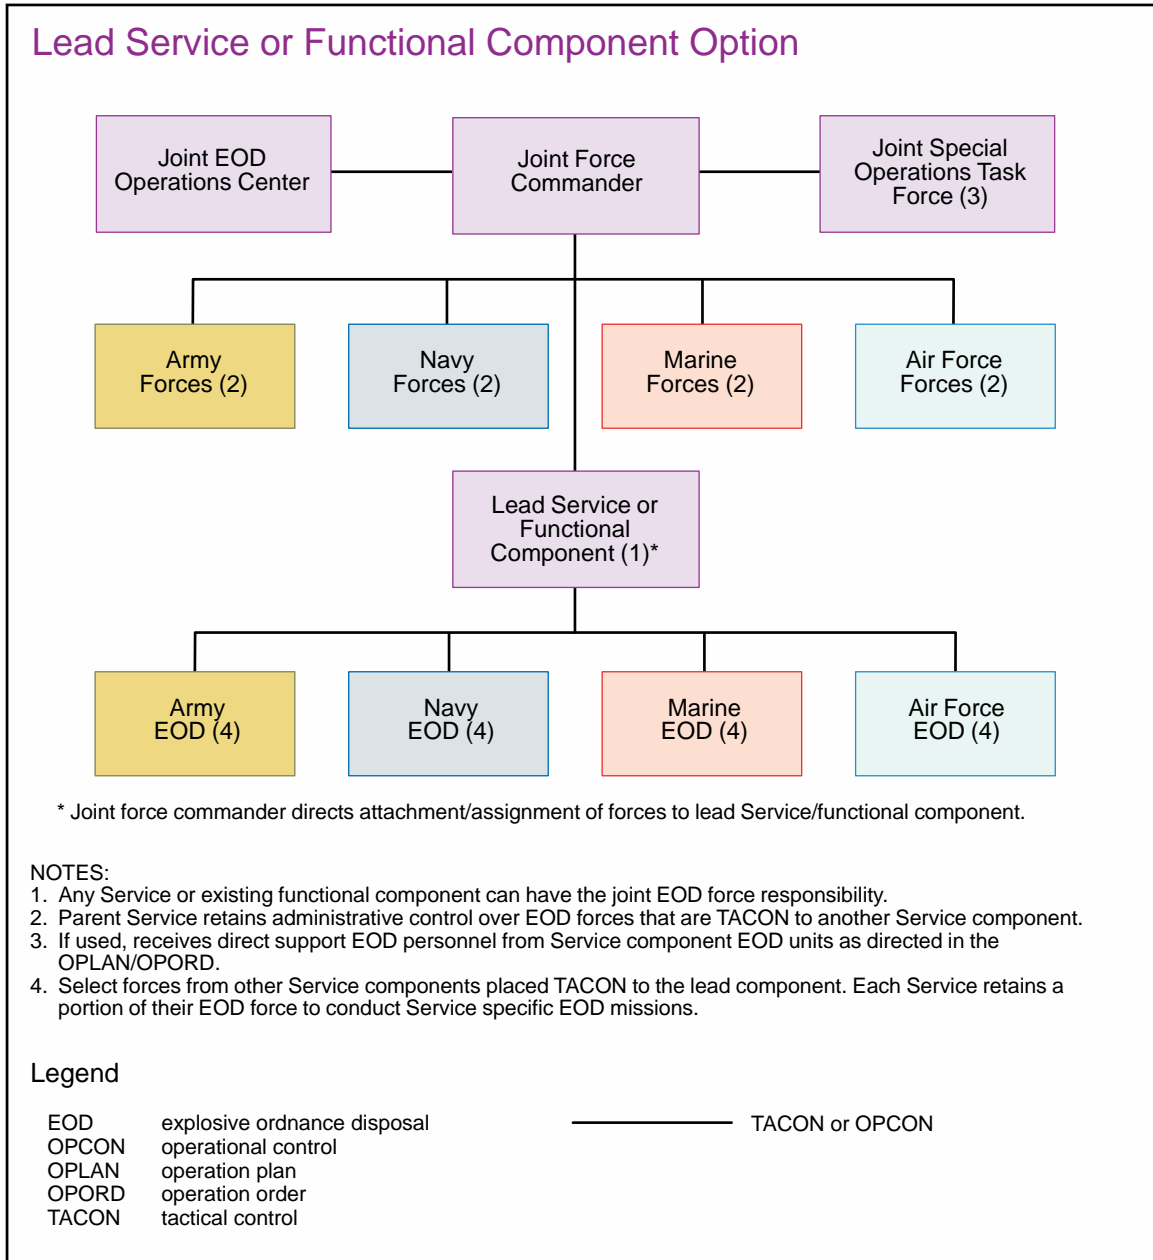 Lead Service or Functional Component Option
Joint EOD
Operations Center
Joint Force
Commander
Joint Special
Operations Task
Force (3)
Army
Forces (2)
Navy
Forces (2)
Marine
Forces (2)
Air Force
Forces (2)
Lead Service or
Functional
Component (1)*
Army
EOD (4)
Navy
EOD (4)
Marine
EOD (4)
Air Force
EOD (4)
* Joint force commander directs attachment/assignment of forces to lead Service/functional component.
NOTES:
1. Any Service or existing functional component can have the joint EOD force responsibility.
2. Parent Service retains administrative control over EOD forces that are TACON to another Service component.
3. If used, receives direct support EOD personnel from Service component EOD units as directed in the
OPLAN/OPORD.
4. Select forces from other Service components placed TACON to the lead component. Each Service retains a
portion of their EOD force to conduct Service specific EOD missions.
Legend
EOD explosive ordnance disposal
TACON or OPCON
OPCON operational control
OPLAN operation plan
OPORD operation order
TACON tactical control